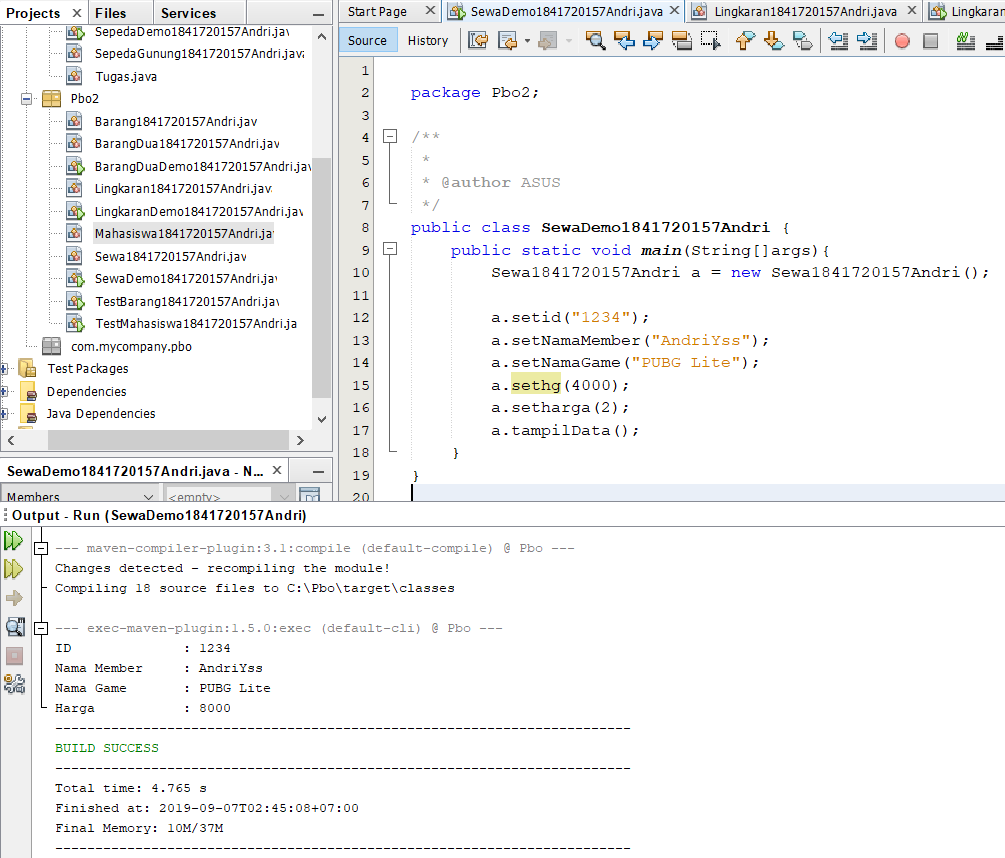 Projects × Files Services
SepedaDemo1841720157Andri.jav
SepedaGunung1841720157Andri.java
Tugas.java
Pbo2
Barang1841720157Andri.jav
BarangDua1841720157Andri.jav
BarangDuaDemo1841720157Andri.jav
Lingkaran1841720157Andri.java
LingkaranDemo1841720157Andri.jav
Mahasiswa1841720157Andri.jav
Sewa1841720157Andri.jav
SewaDemo1841720157Andri.jav
TestBarang1841720157Andri.jav
TestMahasiswa1841720157Andri.ja
com.mycompany.pbo
Test Packages
Dependencies
Java Dependencies
SewaDemo1841720157Andri.java - N... ×
Members <empty>
Start Page × SewaDemo1841720157Andri.java × Lingkaran1841720157Andri.java × Lingkaran
Source History
1
2 package Pbo2;
3
4 /**
5 *
6 * @author ASUS
7 */
8 public class SewaDemo1841720157Andri {
9 public static void main(String[]args){
10 Sewa1841720157Andri a = new Sewa1841720157Andri();
11
12 a.setid("1234");
13 a.setNamaMember("AndriYss");
14 a.setNamaGame("PUBG Lite");
15 a.sethg(4000);
16 a.setharga(2);
17 a.tampilData();
18 }
19 }
20
Output - Run (SewaDemo1841720157Andri)
--- maven-compiler-plugin:3.1:compile (default-compile) @ Pbo ---
Changes detected - recompiling the module!
Compiling 18 source files to C:\Pbo\target\classes
--- exec-maven-plugin:1.5.0:exec (default-cli) @ Pbo ---
ID : 1234
Nama Member : AndriYss
Nama Game : PUBG Lite
Harga : 8000
------------------------------------------------------------------------
BUILD SUCCESS
------------------------------------------------------------------------
Total time: 4.765 s
Finished at: 2019-09-07T02:45:08+07:00
Final Memory: 10M/37M
------------------------------------------------------------------------